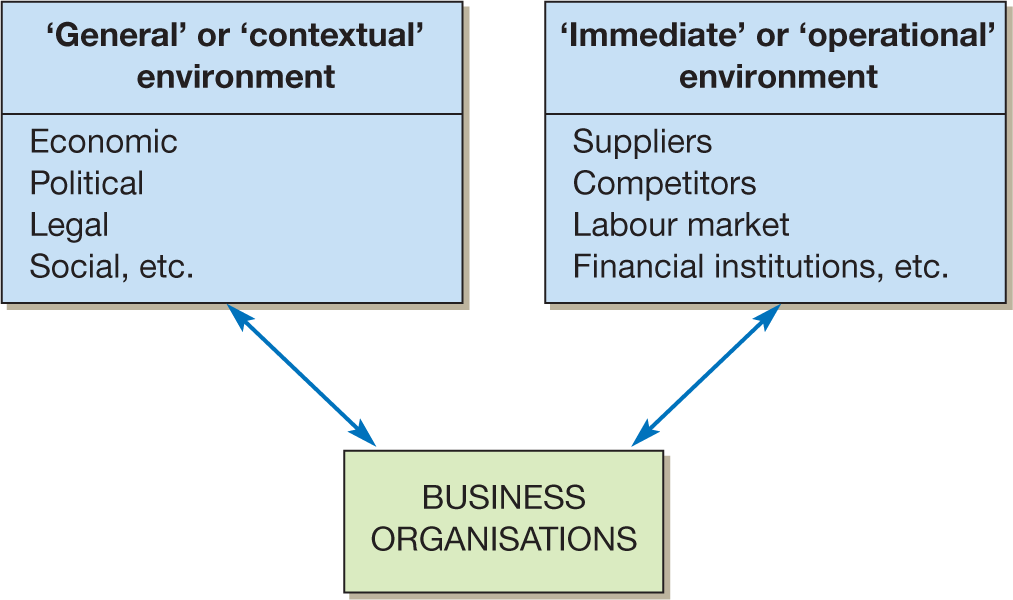 ‘General’ or ‘contextual’
environment
Economic
Political
Legal
Social, etc.
‘Immediate’ or ‘operational’
environment
Suppliers
Competitors
Labour market
Financial institutions, etc.
BUSINESS
ORGANISATIONS